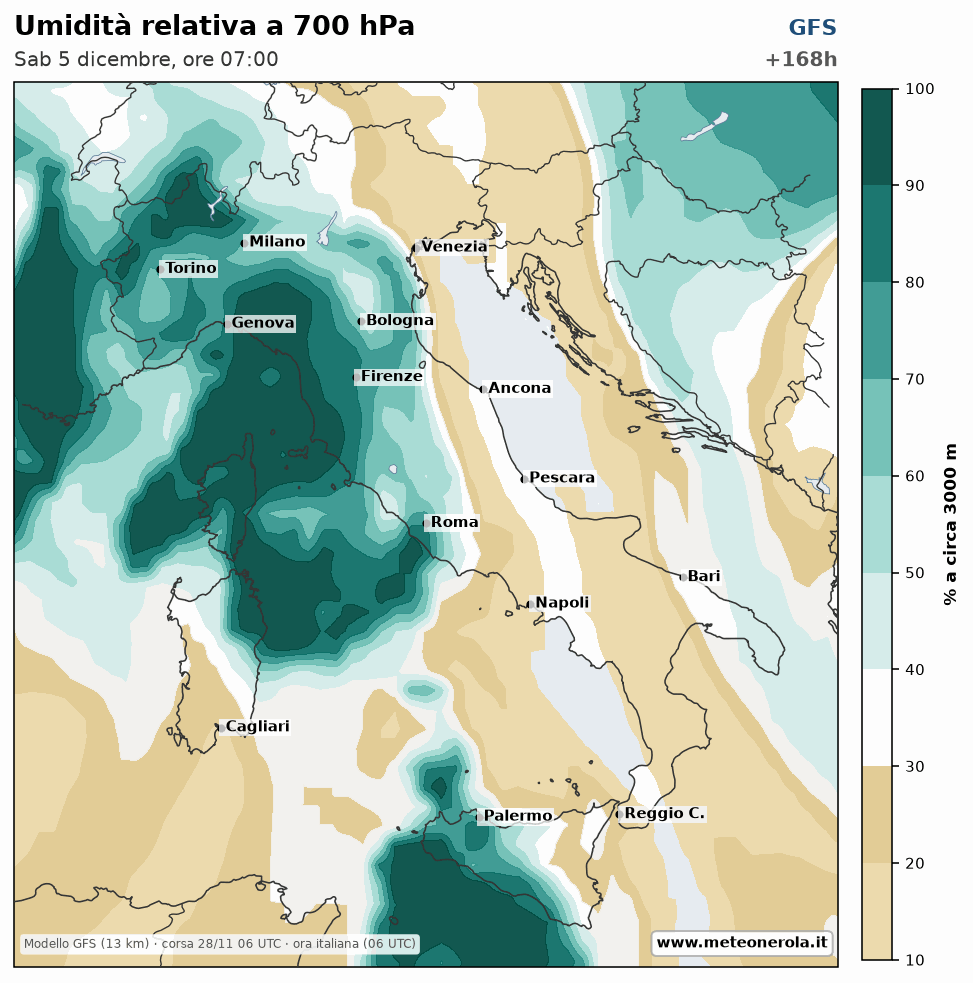 Umidità relativa a 700 hPa
GFS
Sab 5 dicembre, ore 07:00
+168h
100
90
80
70
60
50
40
30
20
10
% a circa 3000 m
Milano
Venezia
Torino
Genova
Bologna
Firenze
Ancona
Pescara
Roma
Bari
Napoli
Cagliari
Palermo
Reggio C.
Modello GFS (13 km) · corsa 28/11 06 UTC · ora italiana (06 UTC)
www.meteonerola.it